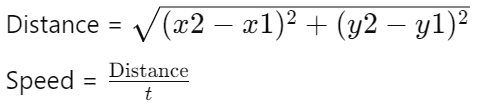 Distance = √(x2 − x1)² + (y2 − y1)²
Speed = Distance / t